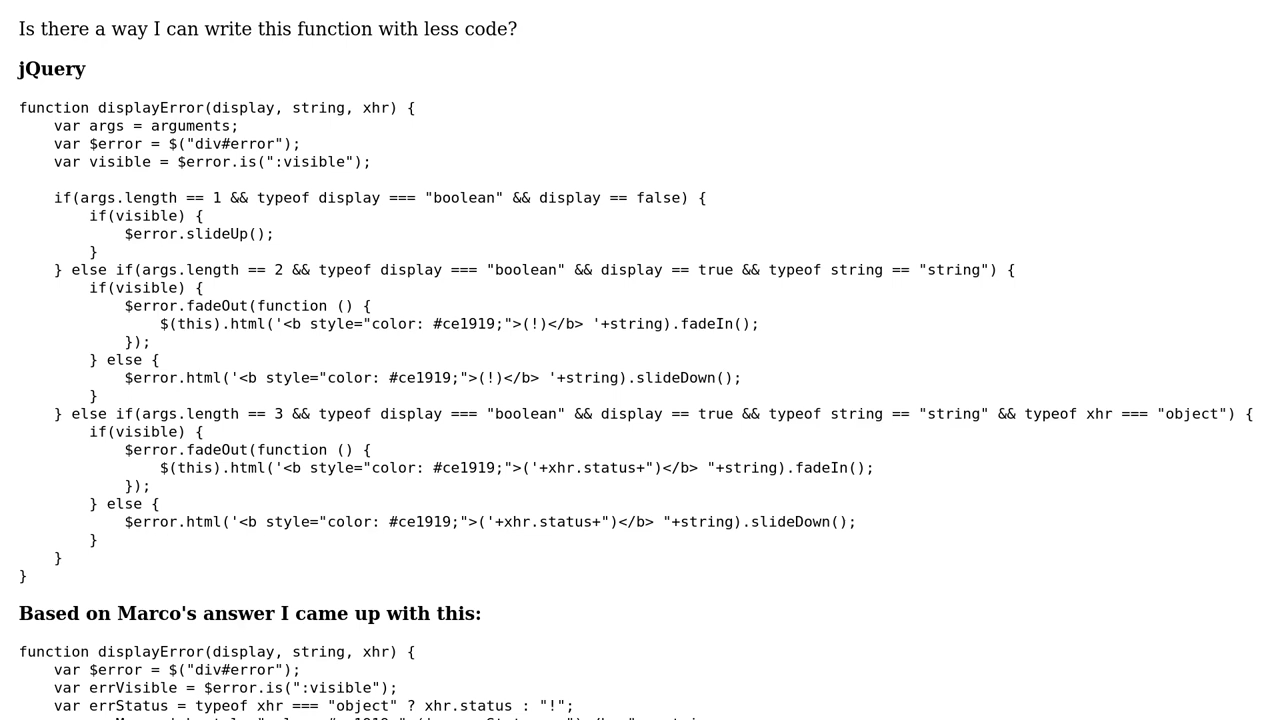 Is there a way I can write this function with less code?
jQuery
function displayError(display, string, xhr) {
    var args = arguments;
    var $error = $("div#error");
    var visible = $error.is(":visible");

    if(args.length == 1 && typeof display === "boolean" && display == false) {
        if(visible) {
            $error.slideUp();
        }
    } else if(args.length == 2 && typeof display === "boolean" && display == true && typeof string == "string") {
        if(visible) {
            $error.fadeOut(function () {
                $(this).html('<b style="color: #ce1919;">(!)</b> '+string).fadeIn();
            });
        } else {
            $error.html('<b style="color: #ce1919;">(!)</b> '+string).slideDown();
        }
    } else if(args.length == 3 && typeof display === "boolean" && display == true && typeof string == "string" && typeof xhr === "object") {
        if(visible) {
            $error.fadeOut(function () {
                $(this).html('<b style="color: #ce1919;">('+xhr.status+")</b> "+string).fadeIn();
            });
        } else {
            $error.html('<b style="color: #ce1919;">('+xhr.status+")</b> "+string).slideDown();
        }
    }
}
Based on Marco's answer I came up with this:
function displayError(display, string, xhr) {
    var $error = $("div#error");
    var errVisible = $error.is(":visible");
    var errStatus = typeof xhr === "object" ? xhr.status : "!";